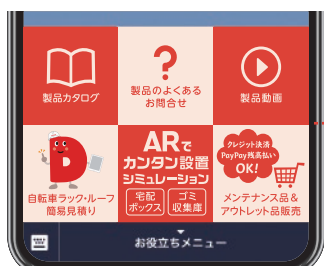 製品カタログ
?
製品のよくある
お問合せ
製品動画
D
自転車ラック・ルーフ
簡易見積り
ARで
カンタン設置
シミュレーション
宅配
ボックス
ゴミ
収集庫
クレジット決済
PayPay残高払い
OK!
メンテナンス品&
アウトレット品販売
お役立ちメニュー